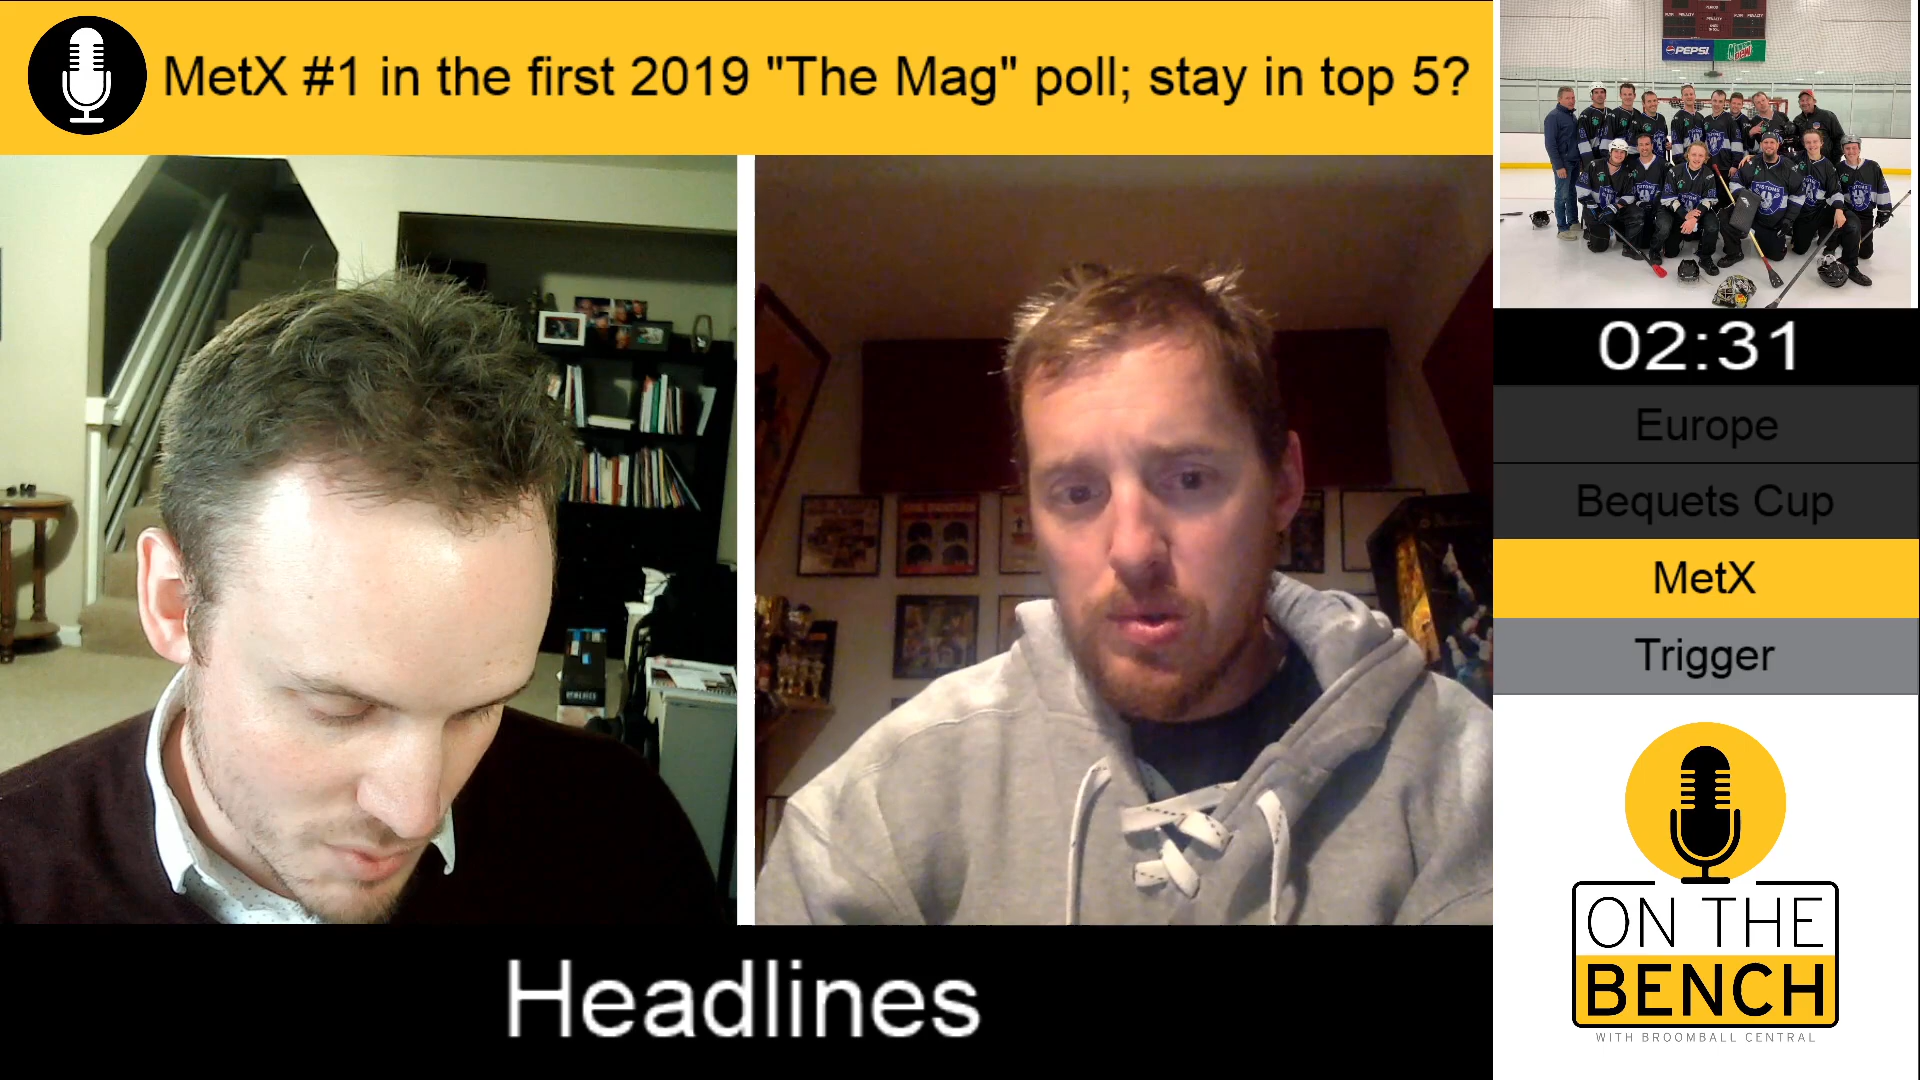 MetX #1 in the first 2019 "The Mag" poll; stay in top 5?
PEPSI
02:31
Europe
Bequets Cup
MetX
Trigger
ON THE
BENCH
WITH BROOMBALL CENTRAL
Headlines